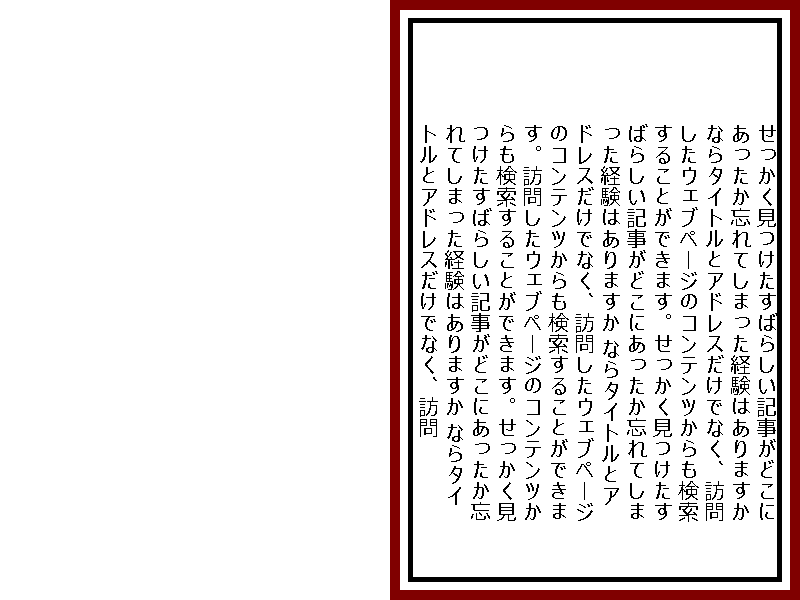 せっかく見つけたすばらしい記事がどこに
あったか忘れてしまった経験はありますか
ならタイトルとアドレスだけでなく、訪問
したウエブページのコンテンツからも検索
することができます。せっかく見つけたす
ばらしい記事がどこにあったか忘れてしま
った経験はありますか ならタイトルとア
ドレスだけでなく、訪問したウエブページ
のコンテンツからも検索することができま
す。訪問したウエブページのコンテンツか
らも検索することができます。せっかく見
つけたすばらしい記事がどこにあったか忘
れてしまった経験はありますか ならタイ
トルとアドレスだけでなく、訪問